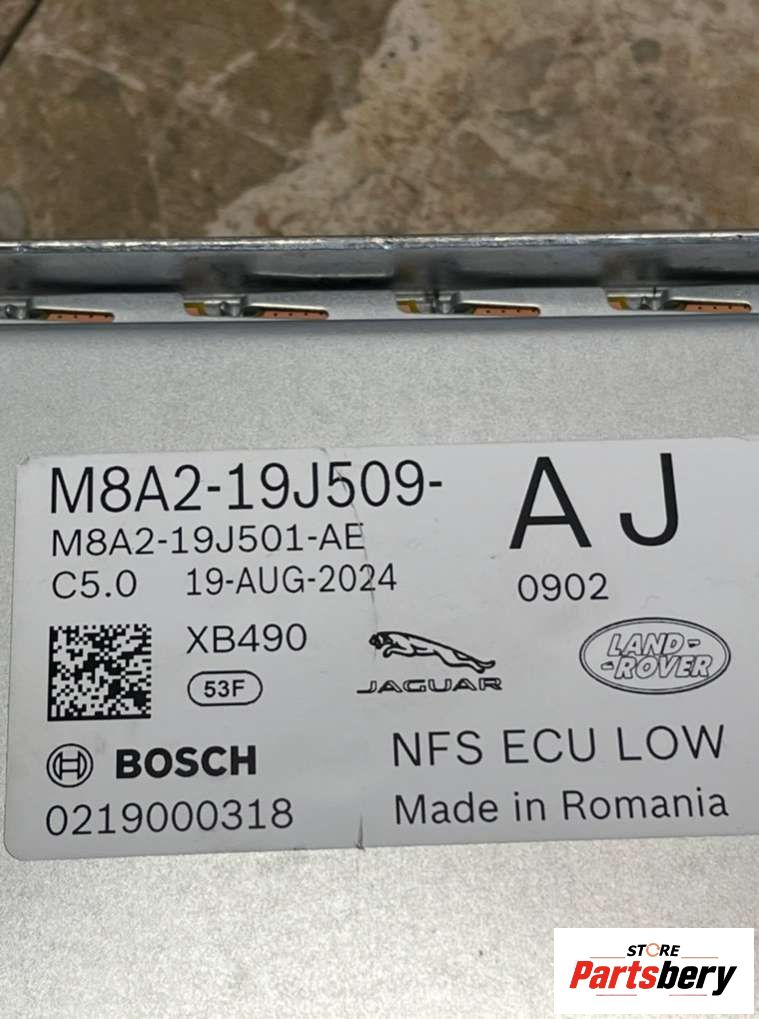 M8A2-19J509- AJ
M8A2-19J501-AE
C5.0 19-AUG-2024 0902
XB490
53F
JAGUAR
LAND-
-ROVER
BOSCH
NFS ECU LOW
0219000318
Made in Romania
STORE
Partsbery